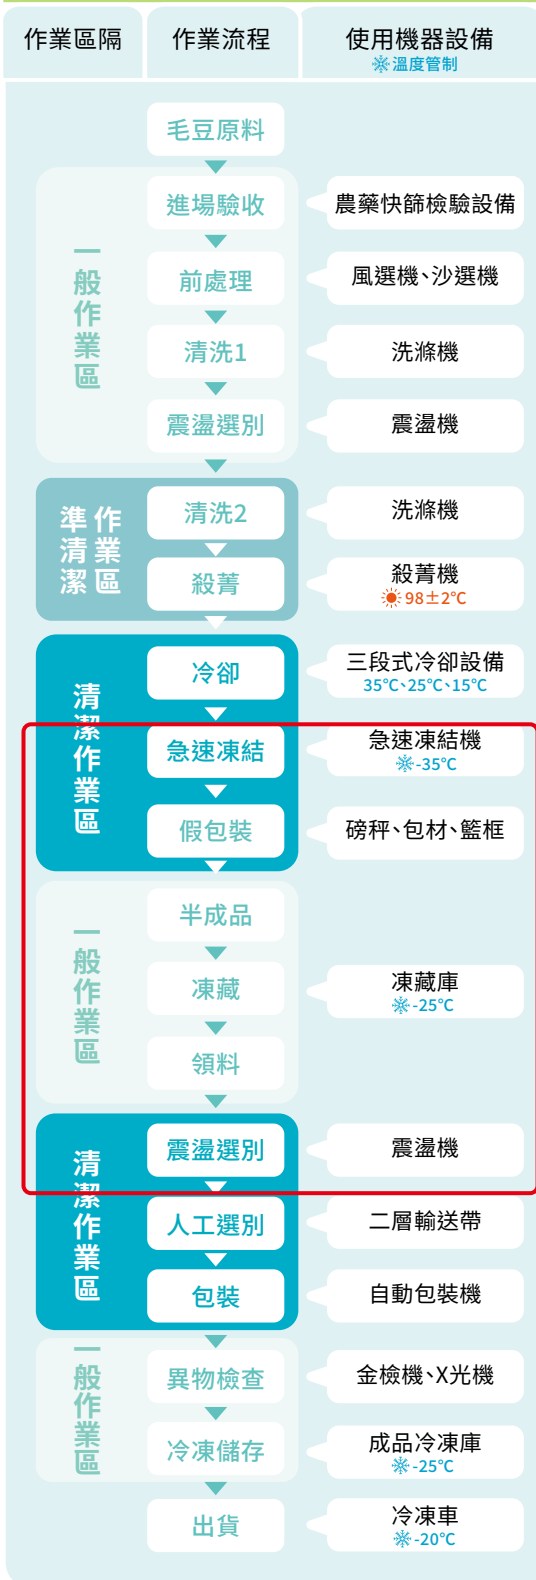 作業區隔
作業流程
使用機器設備
溫度管制
毛豆原料
一般作業區
進場驗收
農藥快篩檢驗設備
前處理
風選機、沙選機
清洗1
洗滌機
震盪選別
震盪機
準清潔作業區
清洗2
洗滌機
殺菁
殺菁機
98±2℃
清潔作業區
冷卻
三段式冷卻設備
35℃、25℃、15℃
急速凍結
急速凍結機
-35℃
假包裝
磅秤、包材、籃框
一般作業區
半成品
凍藏
凍藏庫
-25℃
領料
清潔作業區
震盪選別
震盪機
人工選別
二層輸送帶
包裝
自動包裝機
一般作業區
異物檢查
金檢機、X光機
冷凍儲存
成品冷凍庫
-25℃
出貨
冷凍車
-20℃